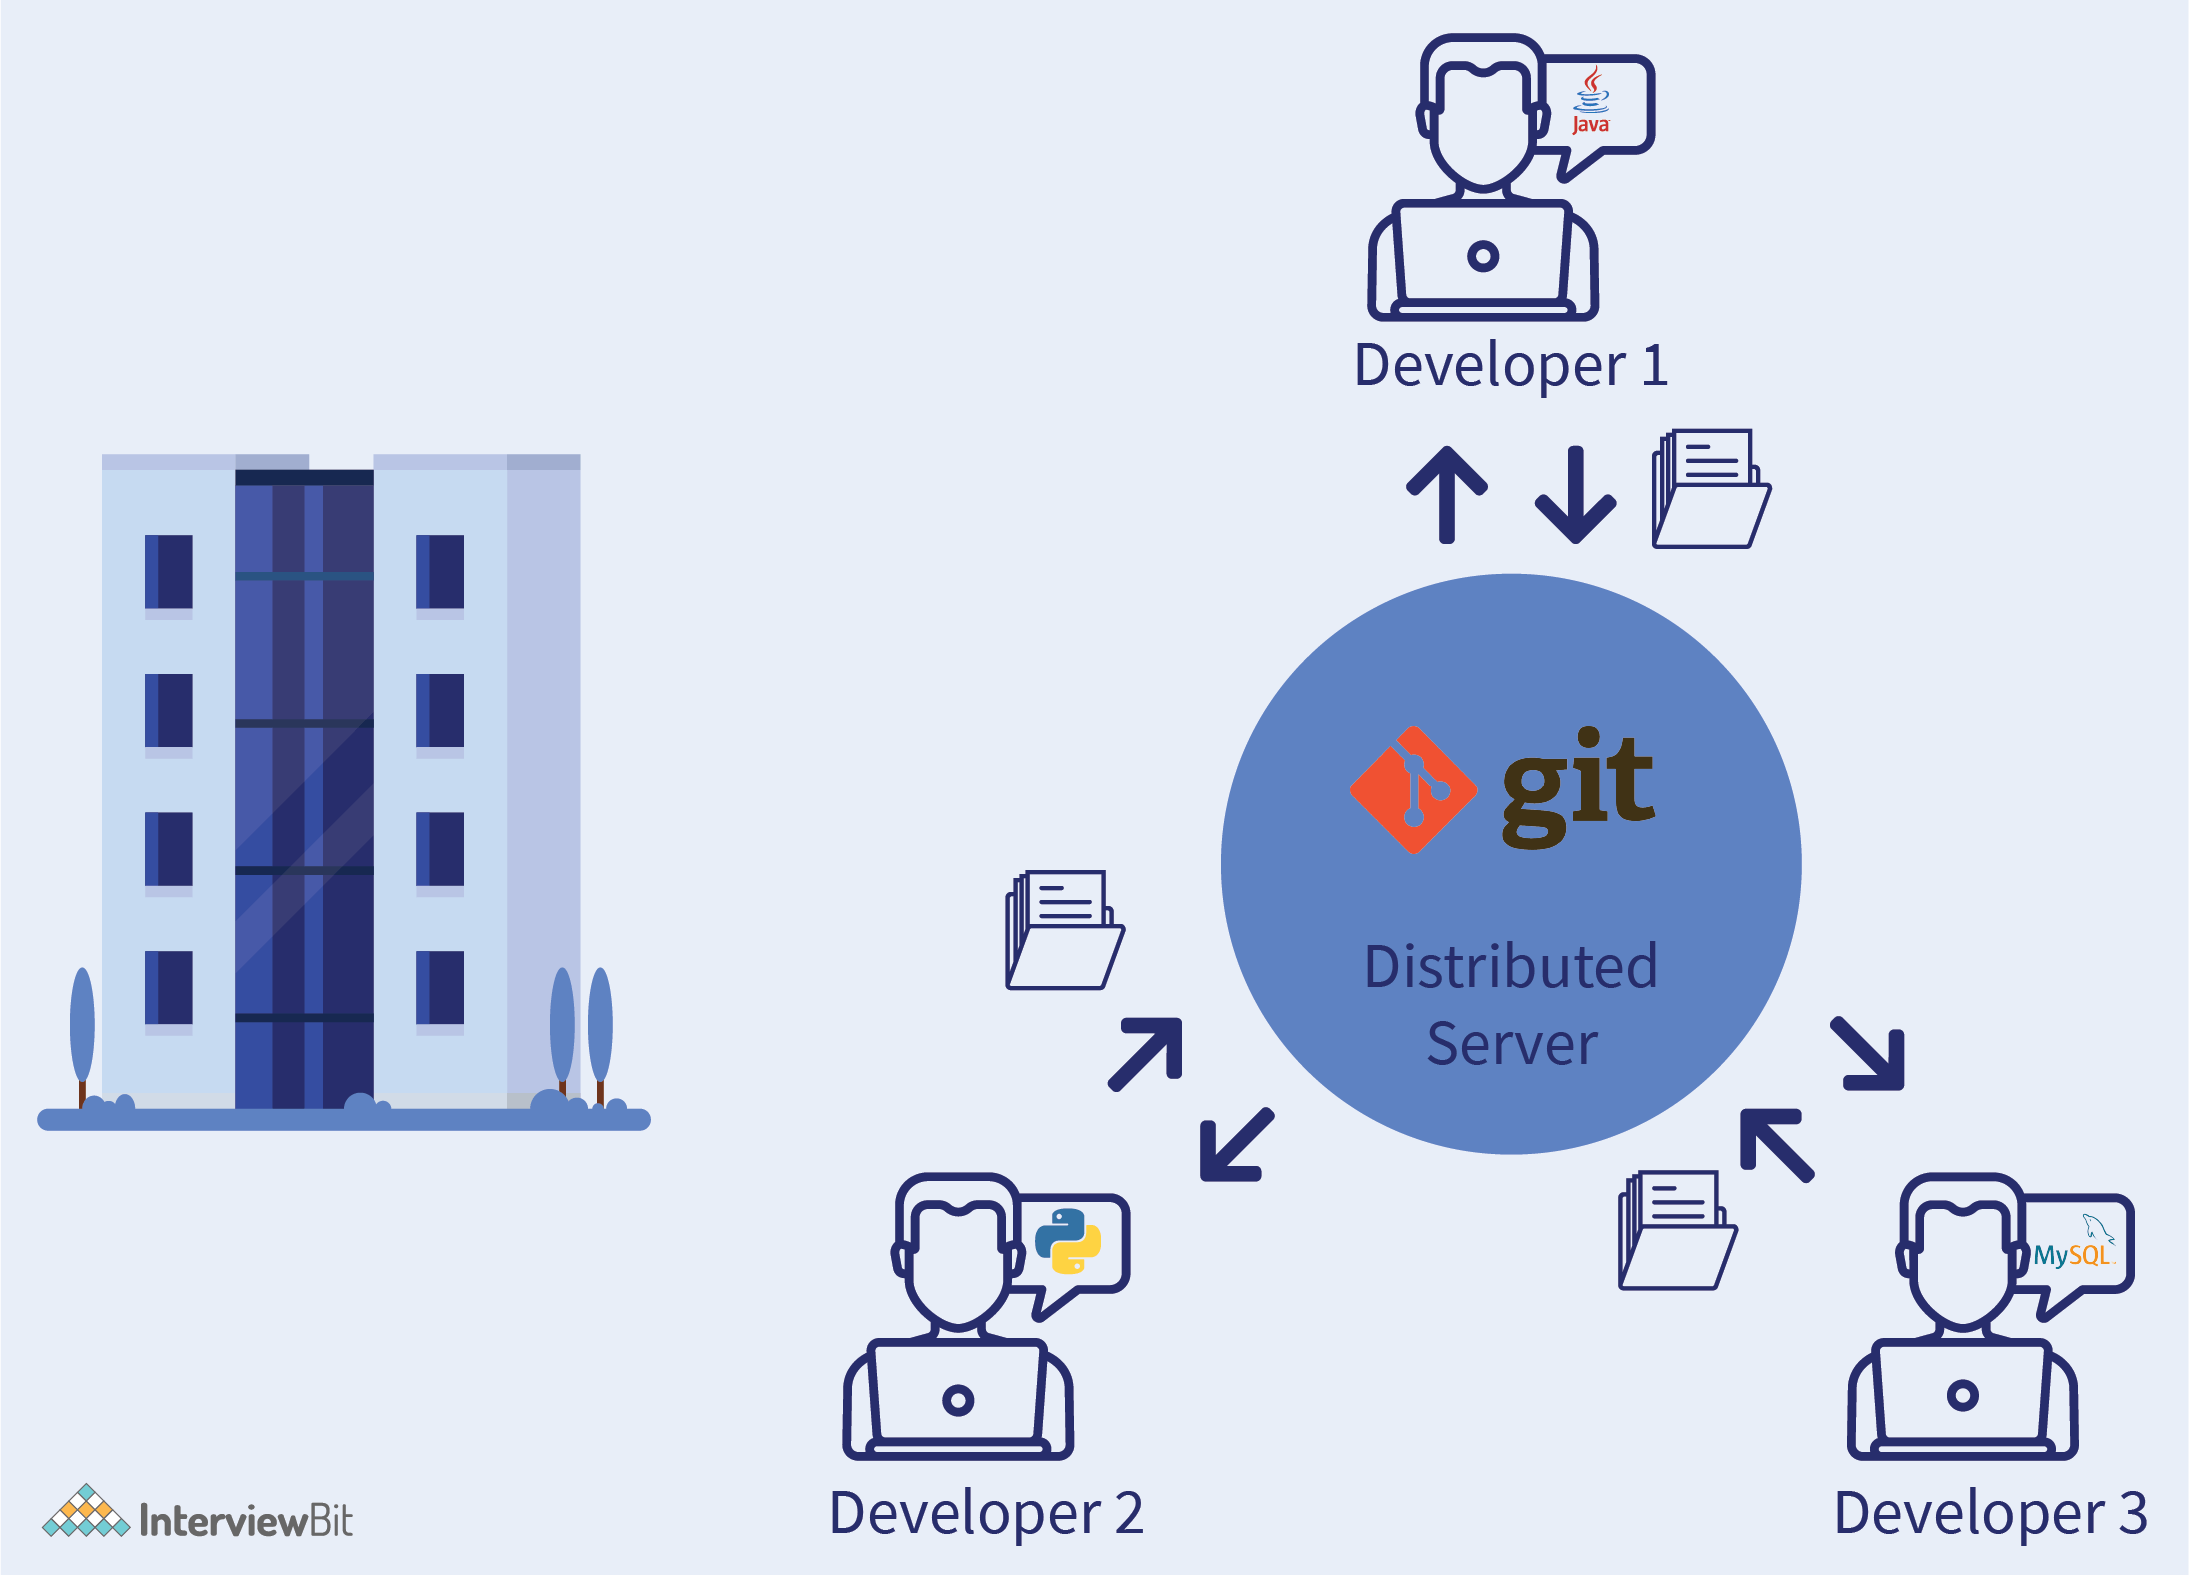 Java
Developer 1
git
Distributed
Server
MySQL
Developer 2
Developer 3
InterviewBit